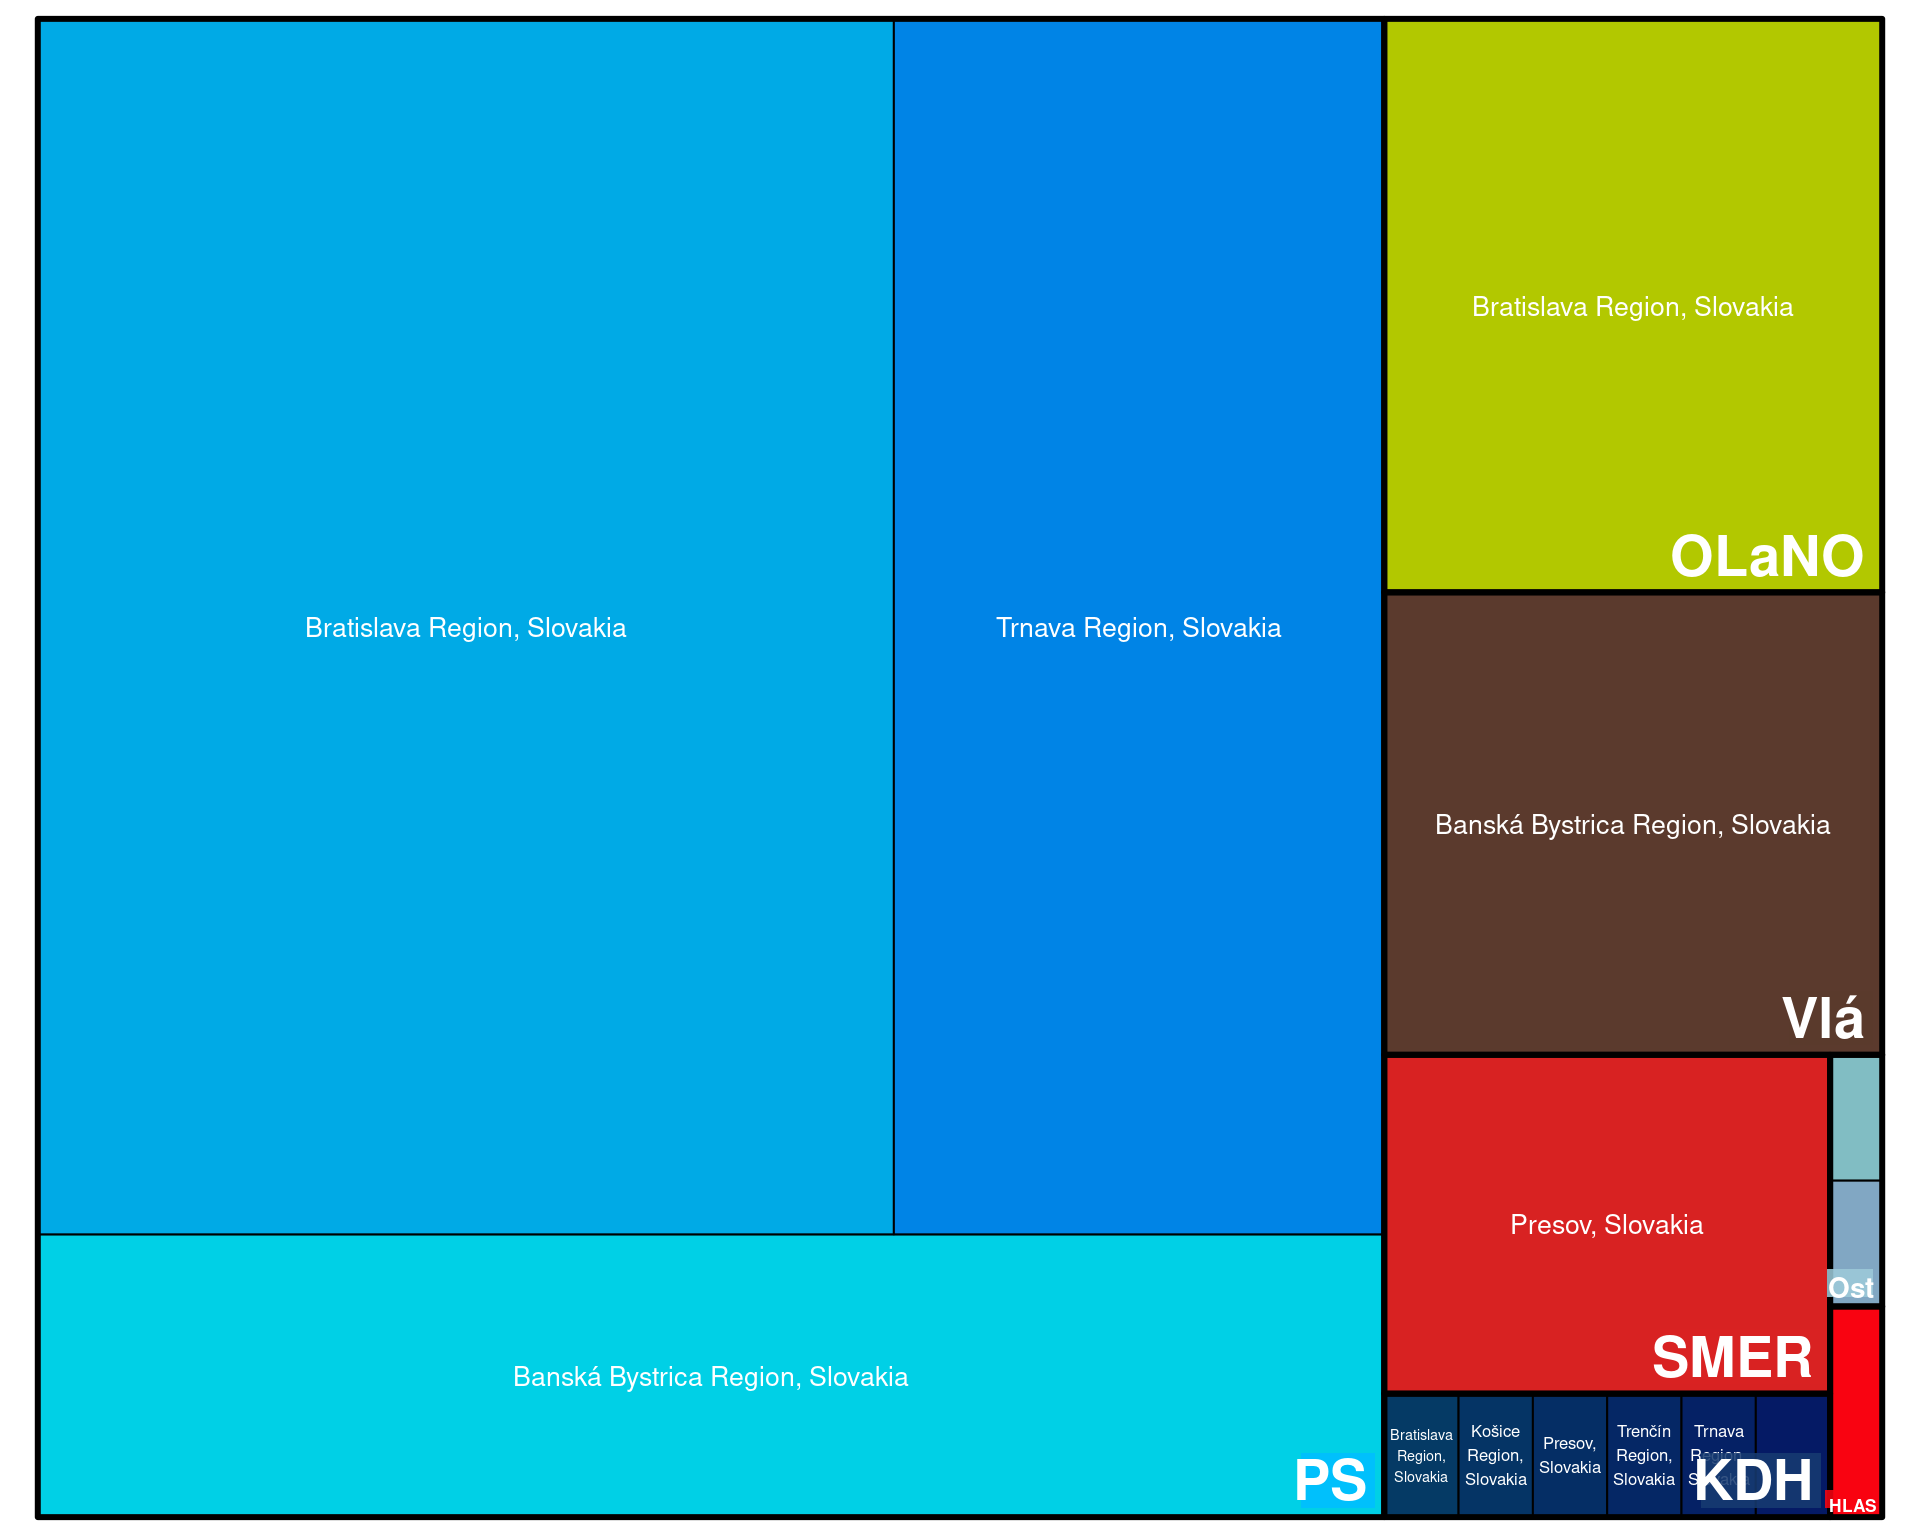 Bratislava Region, Slovakia
Trnava Region, Slovakia
Banská Bystrica Region, Slovakia
PS
Bratislava Region, Slovakia
OLaNO
Banská Bystrica Region, Slovakia
Vlá
Presov, Slovakia
SMER
Ost
Bratislava
Region,
Slovakia
Košice
Region,
Slovakia
Presov,
Slovakia
Trenčín
Region,
Slovakia
Trnava
Region,
KDH
HLAS